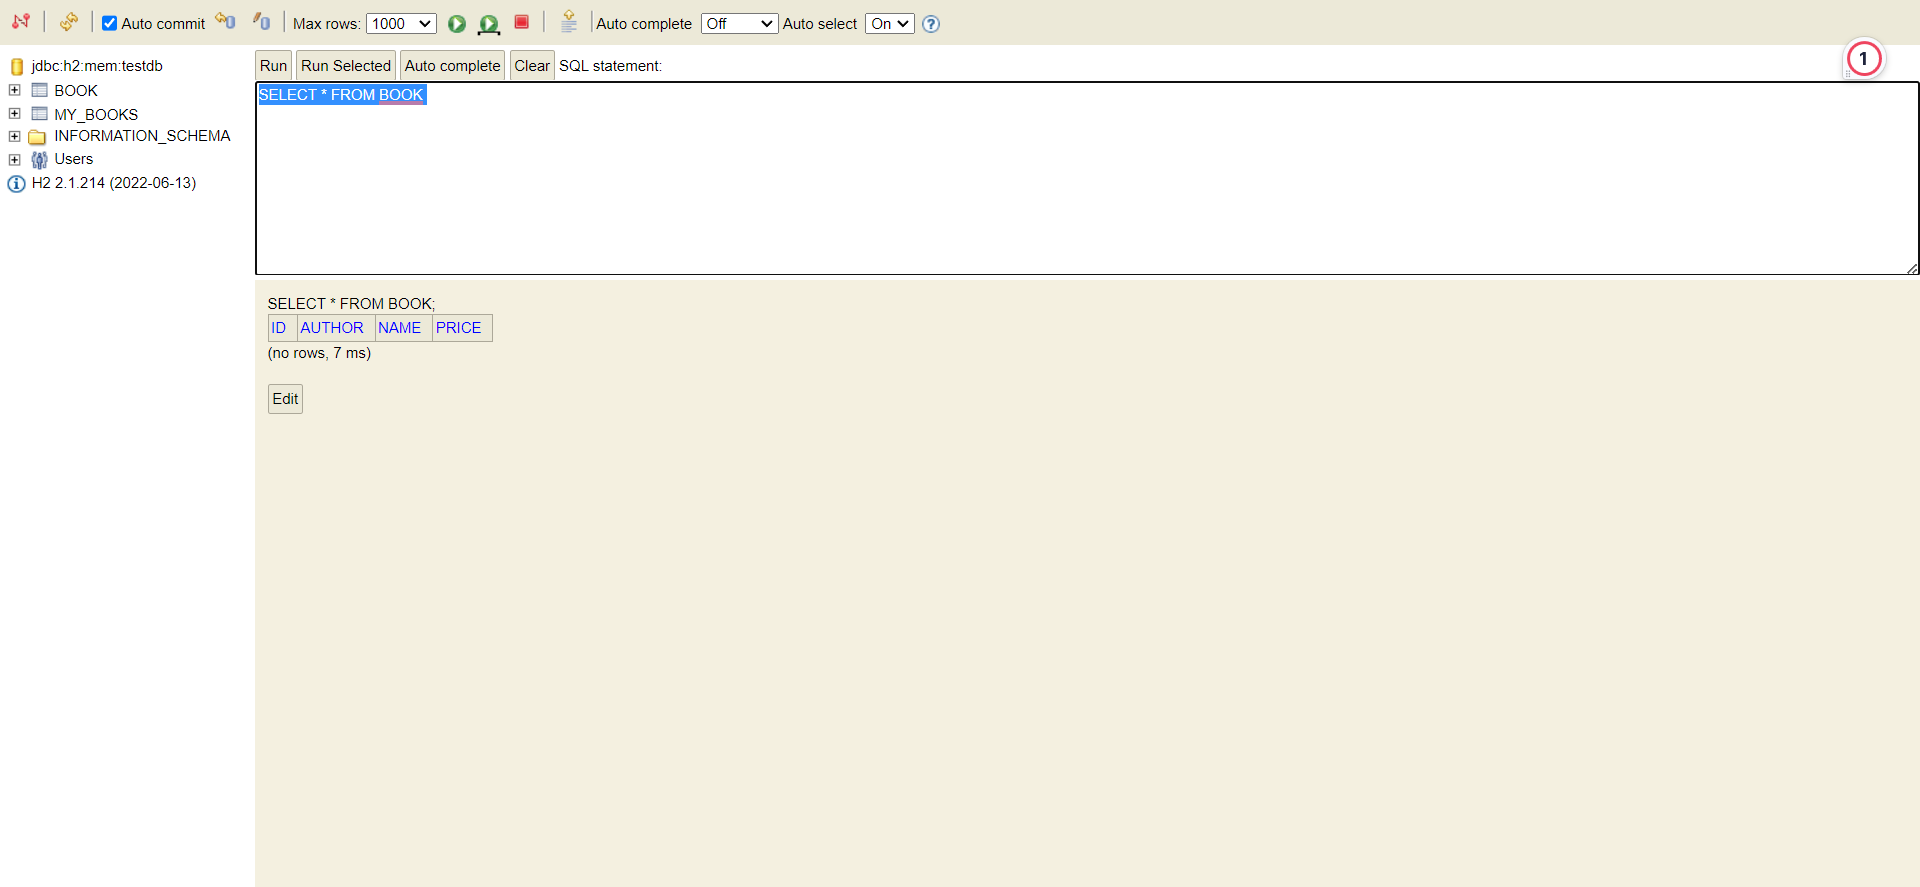 Auto commit Max rows: 1000 Auto complete Off Auto select On ?
jdbc:h2:mem:testdb
BOOK
MY_BOOKS
INFORMATION_SCHEMA
Users
H2 2.1.214 (2022-06-13)
Run Run Selected Auto complete Clear SQL statement:
1
SELECT * FROM BOOK
SELECT * FROM BOOK;
ID AUTHOR NAME PRICE
(no rows, 7 ms)
Edit